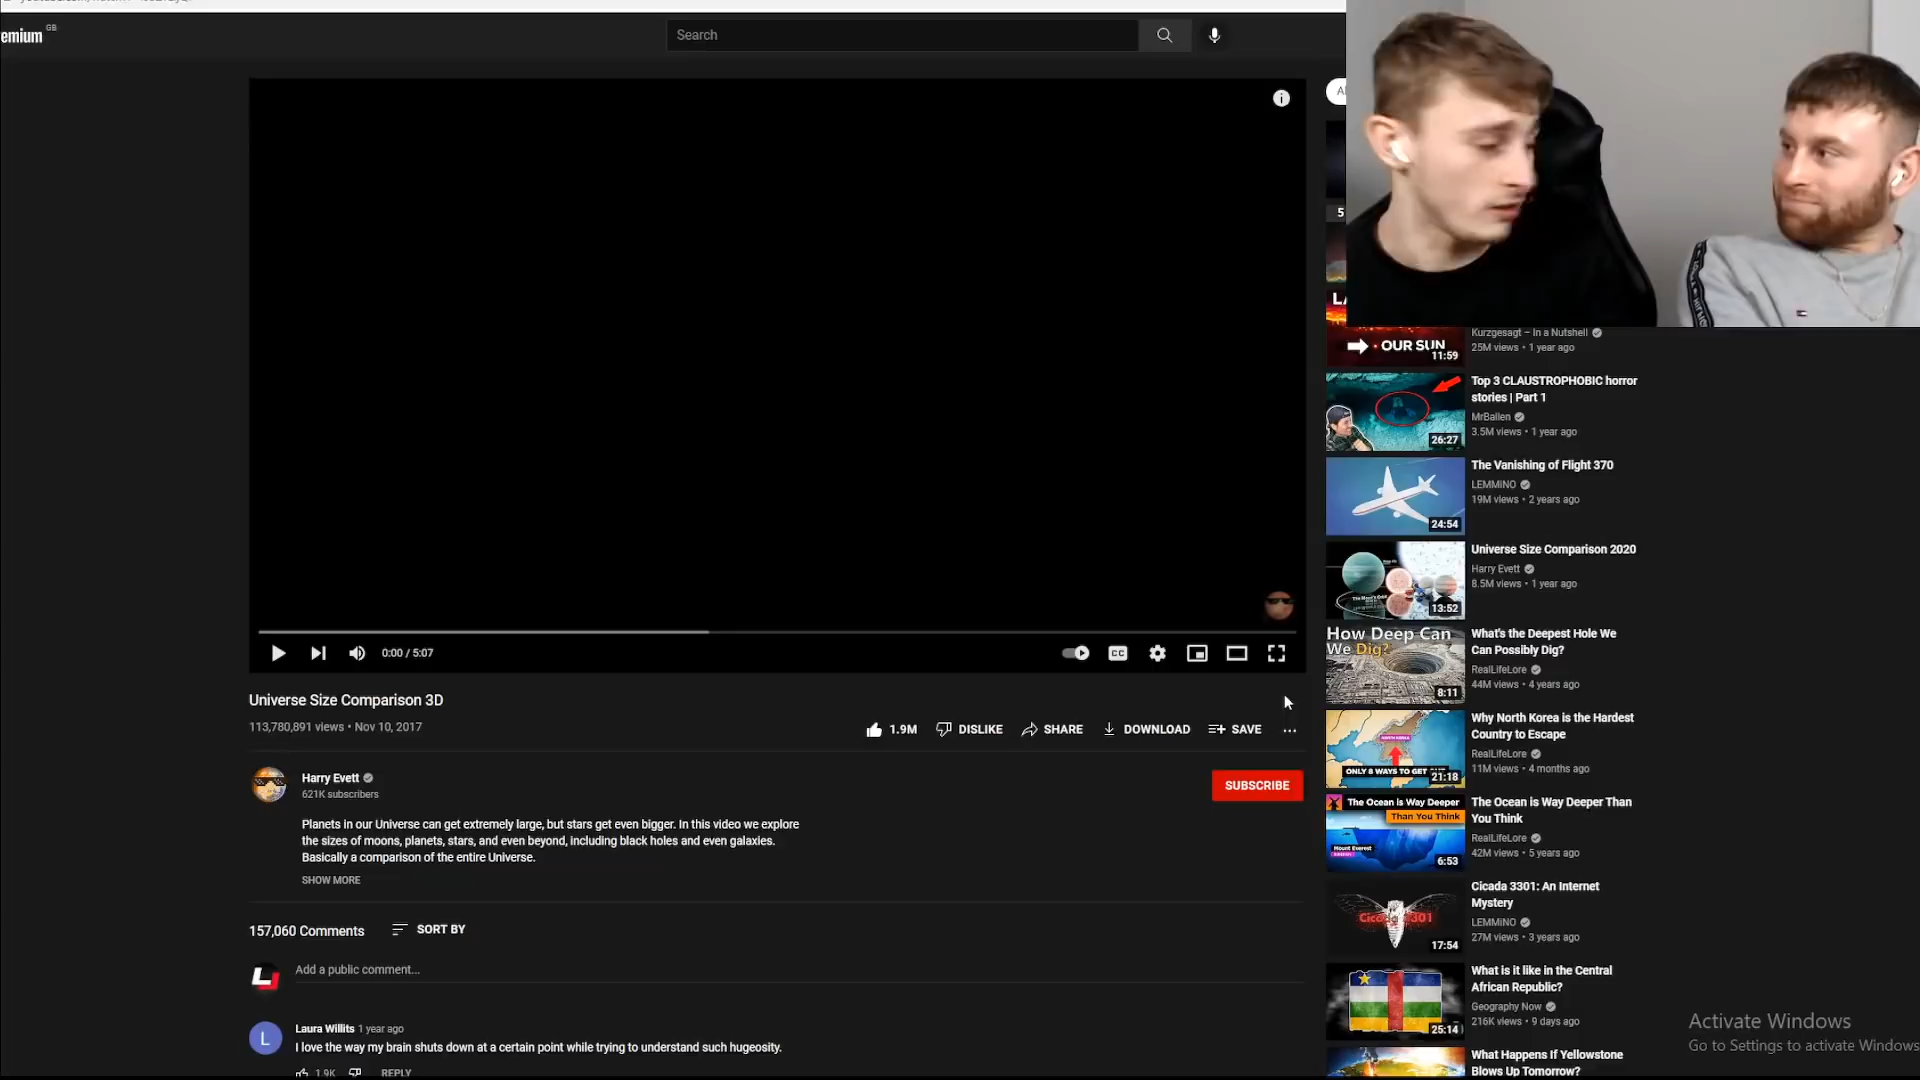 emium GB
Search
Universe Size Comparison 3D
113,780,891 views • Nov 10, 2017
0:00 / 5:07
CC
1.9M
DISLIKE
SHARE
DOWNLOAD
SAVE
Harry Evett
621K subscribers
SUBSCRIBE
Planets in our Universe can get extremely large, but stars get even bigger. In this video we explore
the sizes of moons, planets, stars, and even beyond, including black holes and even galaxies.
Basically a comparison of the entire Universe.
SHOW MORE
157,060 Comments
SORT BY
Add a public comment...
L
Laura Willits 1 year ago
I love the way my brain shuts down at a certain point while trying to understand such hugeosity.
1.9K
REPLY
5
OUR SUN
11:59
Kurzgesagt – In a Nutshell
25M views • 1 year ago
26:27
Top 3 CLAUSTROPHOBIC horror
stories | Part 1
MrBallen
3.5M views • 1 year ago
24:54
The Vanishing of Flight 370
LEMMiNO
19M views • 2 years ago
13:52
Universe Size Comparison 2020
Harry Evett
8.5M views • 1 year ago
How Deep Can
We Dig?
8:11
What's the Deepest Hole We
Can Possibly Dig?
RealLifeLore
44M views • 4 years ago
NORTH KOREA
ONLY 8 WAYS TO GET
21:18
Why North Korea is the Hardest
Country to Escape
RealLifeLore
11M views • 4 months ago
The Ocean is Way Deeper
Than You Think
Mount Everest
6:53
The Ocean is Way Deeper Than
You Think
RealLifeLore
42M views • 5 years ago
Cicada 3301
17:54
Cicada 3301: An Internet
Mystery
LEMMiNO
27M views • 3 years ago
25:14
What is it like in the Central
African Republic?
Geography Now
216K views • 9 days ago
What Happens If Yellowstone
Blows Up Tomorrow?
Activate Windows
Go to Settings to activate Windows